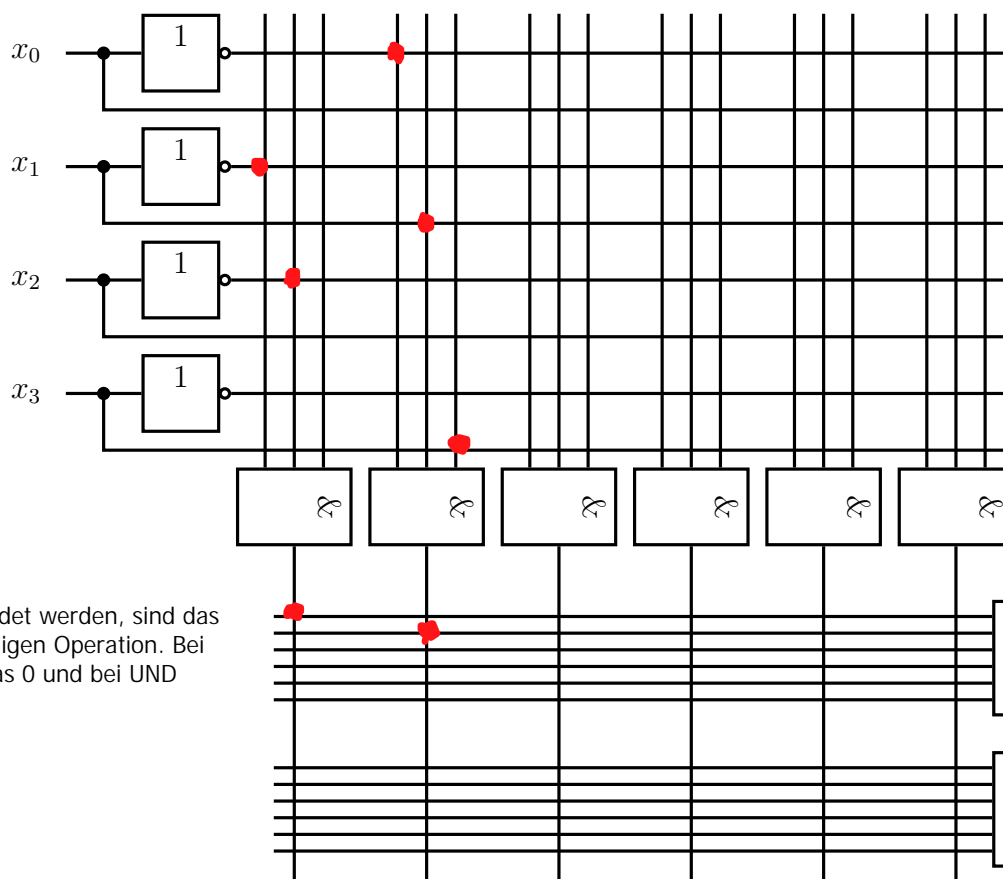 x₀
1
x₁
1
x₂
1
x₃
1
& & & & & &
det werden, sind das
igen Operation. Bei
as 0 und bei UND